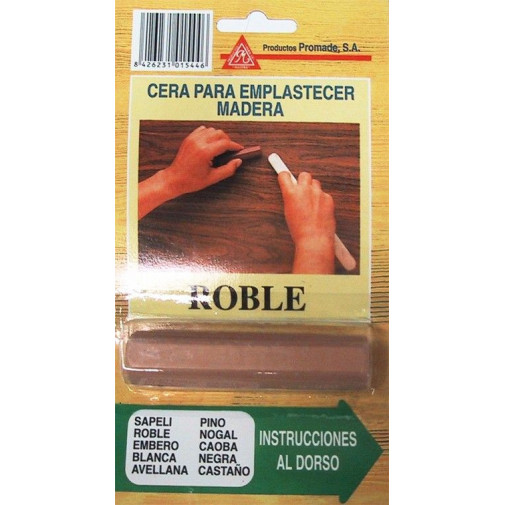 8 426231 015446
Productos Promade, S.A.
CERA PARA EMPLASTECER
MADERA
ROBLE
SAPELI PINO
ROBLE NOGAL
EMBERO CAOBA
BLANCA NEGRA
AVELLANA CASTAÑO
INSTRUCCIONES
AL DORSO